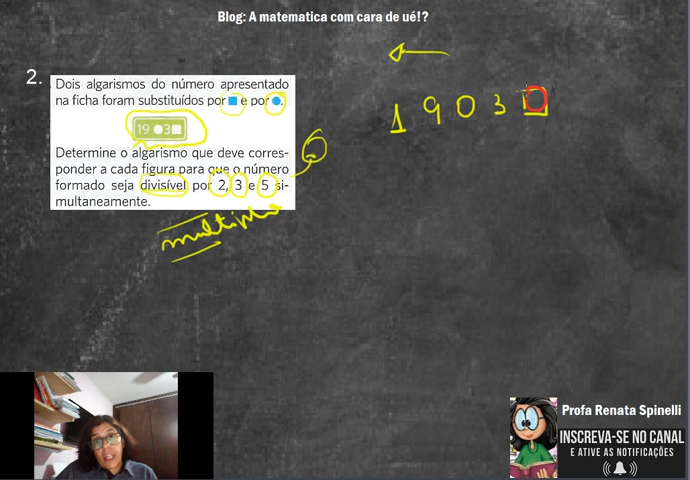 Blog: A matematica com cara de ué!?
2.
Dois algarismos do número apresentado
na ficha foram substituídos por ■ e por ●.
19 ●3■
Determine o algarismo que deve corres-
ponder a cada figura para que o número
formado seja divisível por 2, 3 e 5 si-
multaneamente.
multiplo
1 9 0 3 □
Profa Renata Spinelli
INSCREVA-SE NO CANAL
E ATIVE AS NOTIFICAÇÕES